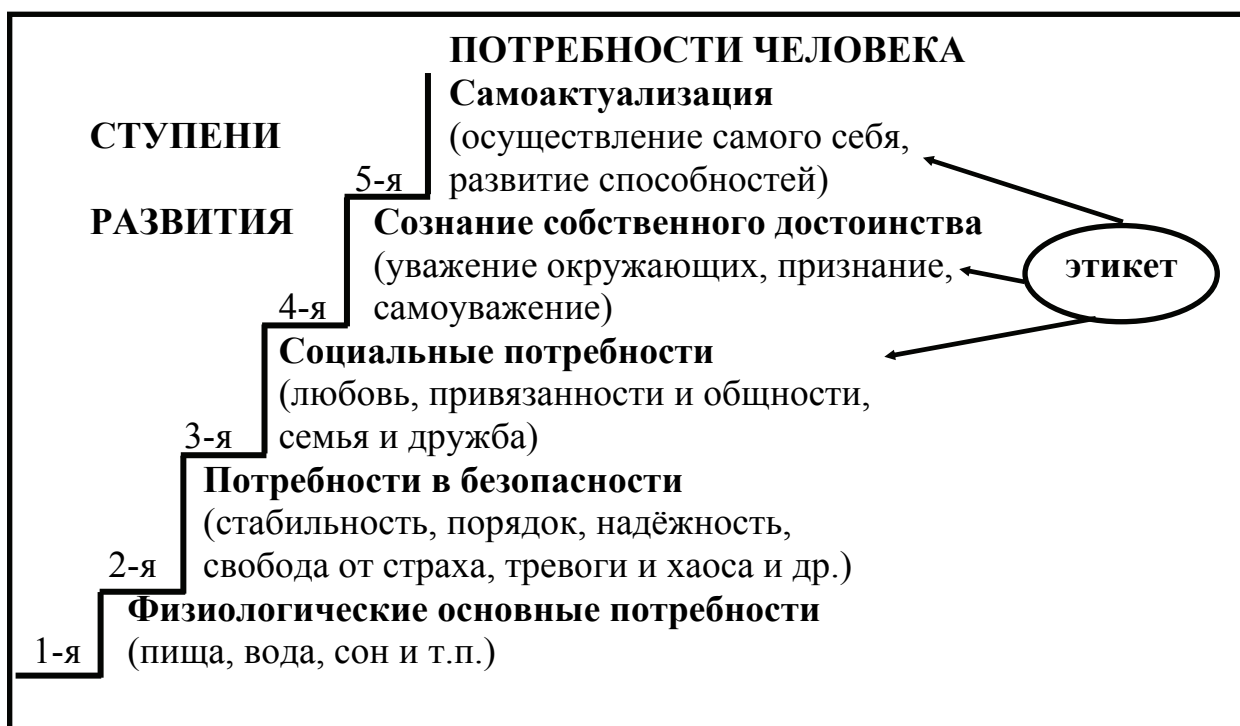 ПОТРЕБНОСТИ ЧЕЛОВЕКА
Самоактуализация
СТУПЕНИ
(осуществление самого себя,
5-я
развитие способностей)
РАЗВИТИЯ
Сознание собственного достоинства
(уважение окружающих, признание,
этикет
4-я
самоуважение)
Социальные потребности
(любовь, привязанности и общности,
3-я
семья и дружба)
Потребности в безопасности
(стабильность, порядок, надёжность,
2-я
свобода от страха, тревоги и хаоса и др.)
Физиологические основные потребности
1-я
(пища, вода, сон и т.п.)